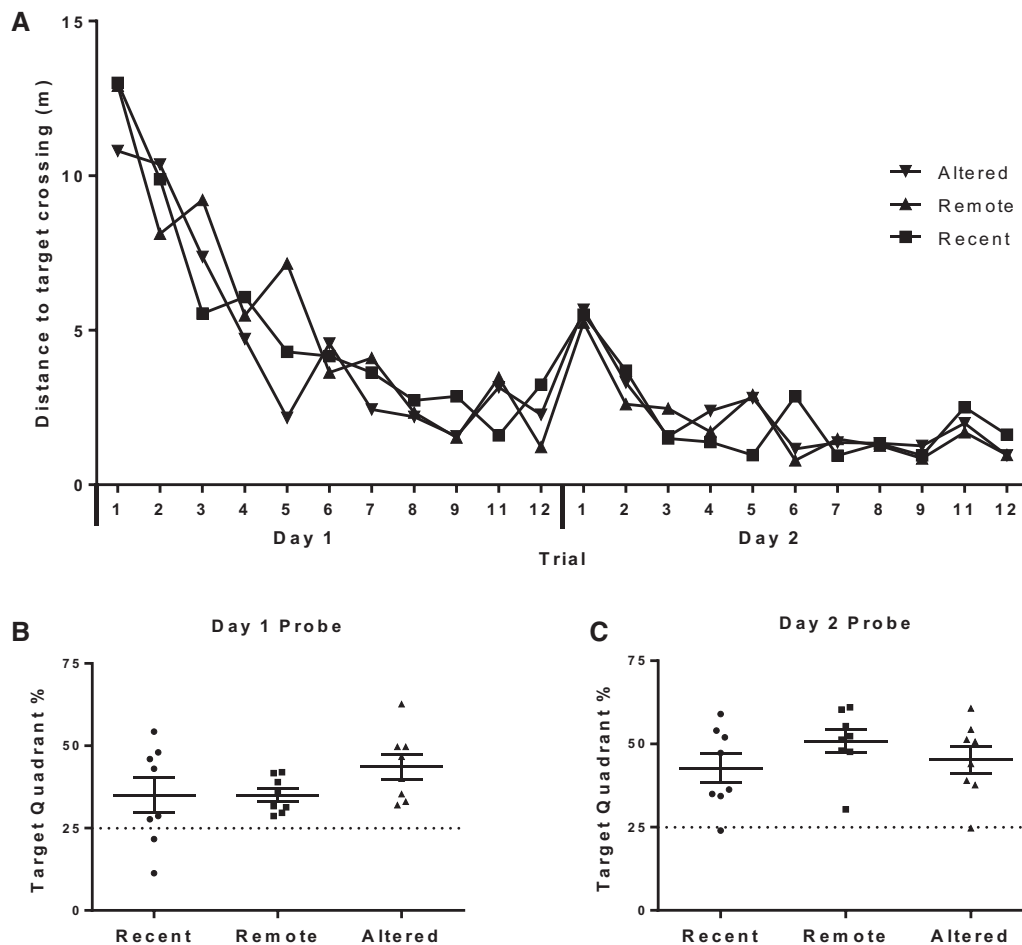 A
15
10
5
0
Distance to target crossing (m)
Altered
Remote
Recent
1 2 3 4 5 6 7 8 9 11 12 1 2 3 4 5 6 7 8 9 11 12
Day 1 Day 2
Trial
B
Day 1 Probe
75
50
25
0
Target Quadrant %
Recent Remote Altered
C
Day 2 Probe
75
50
25
0
Target Quadrant %
Recent Remote Altered